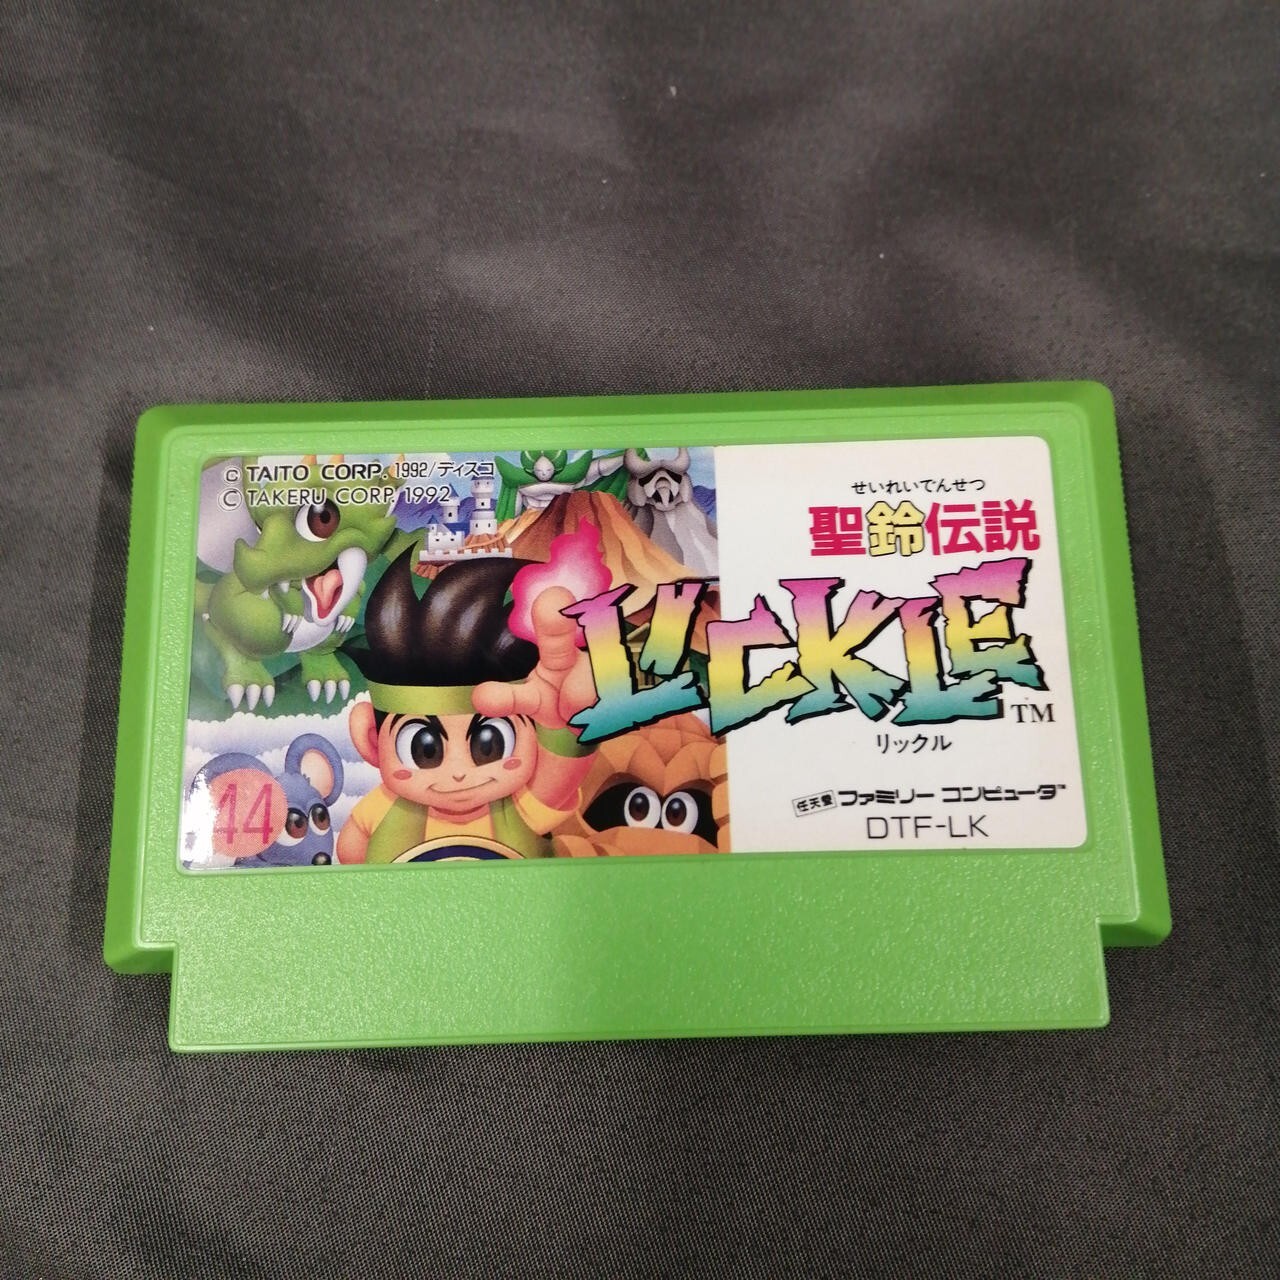 © TAITO CORP. 1992/ディスコ
© TAKERU CORP. 1992
せいれいでんせつ
聖鈴伝説
LICKLE
TM
リックル
任天堂 ファミリー コンピュータ™
DTF-LK
44